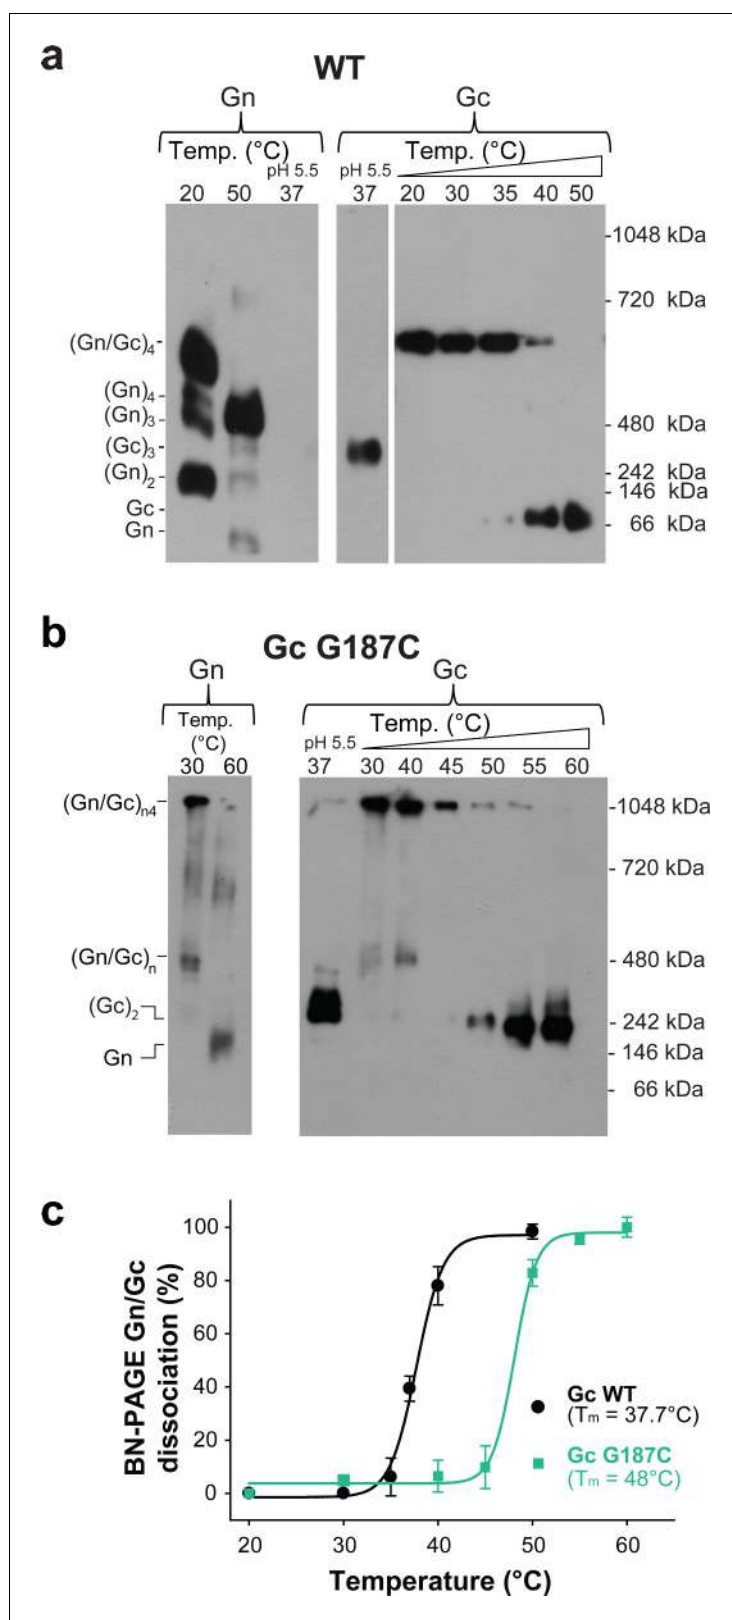 a
WT
Gn Gc
Temp. (°C) Temp. (°C)
pH 5.5 pH 5.5
20 50 37 37 20 30 35 40 50
-1048 kDa
- 720 kDa
(Gn/Gc)4-
(Gn)4-
(Gn)3-
- 480 kDa
(Gc)3-
(Gn)2-
- 242 kDa
- 146 kDa
Gc-
Gn-
- 66 kDa
b
Gc G187C
Gn Gc
Temp. (°C) Temp. (°C)
pH 5.5
30 60 37 30 40 45 50 55 60
(Gn/Gc)n4- -1048 kDa
- 720 kDa
(Gn/Gc)n - 480 kDa
(Gc)2
- 242 kDa
Gn
- 146 kDa
- 66 kDa
c
BN-PAGE Gn/Gc
dissociation (%)
100
80
60
40
20
0
Gc WT
(Tm = 37.7°C)
Gc G187C
(Tm = 48°C)
20 30 40 50 60
Temperature (°C)